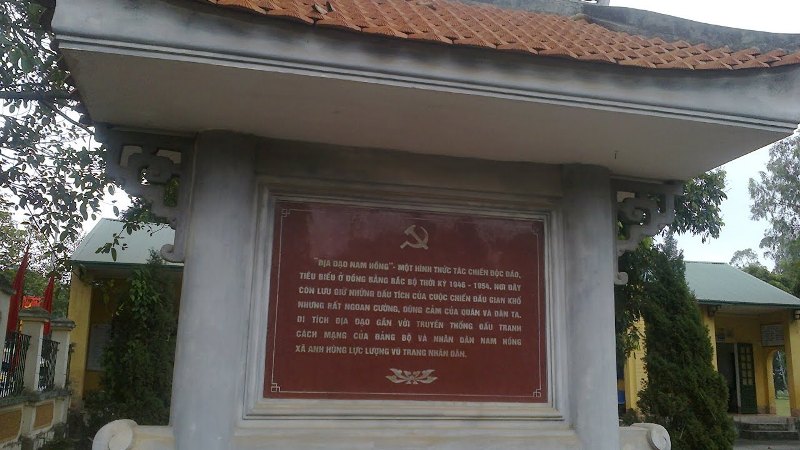 "ĐỊA ĐẠO NAM HỒNG" - MỘT HÌNH THỨC TÁC CHIẾN ĐỘC ĐÁO,
TIÊU BIỂU Ở ĐỒNG BẰNG BẮC BỘ THỜI KỲ 1946 - 1954. NƠI ĐÂY
CÒN LƯU GIỮ NHỮNG DẤU TÍCH CỦA CUỘC CHIẾN ĐẤU GIAN KHỔ
NHƯNG RẤT NGOAN CƯỜNG, DŨNG CẢM CỦA QUÂN VÀ DÂN TA.
DI TÍCH ĐỊA ĐẠO GẮN VỚI TRUYỀN THỐNG ĐẤU TRANH
CÁCH MẠNG CỦA ĐẢNG BỘ VÀ NHÂN DÂN NAM HỒNG
XÃ ANH HÙNG LỰC LƯỢNG VŨ TRANG NHÂN DÂN.